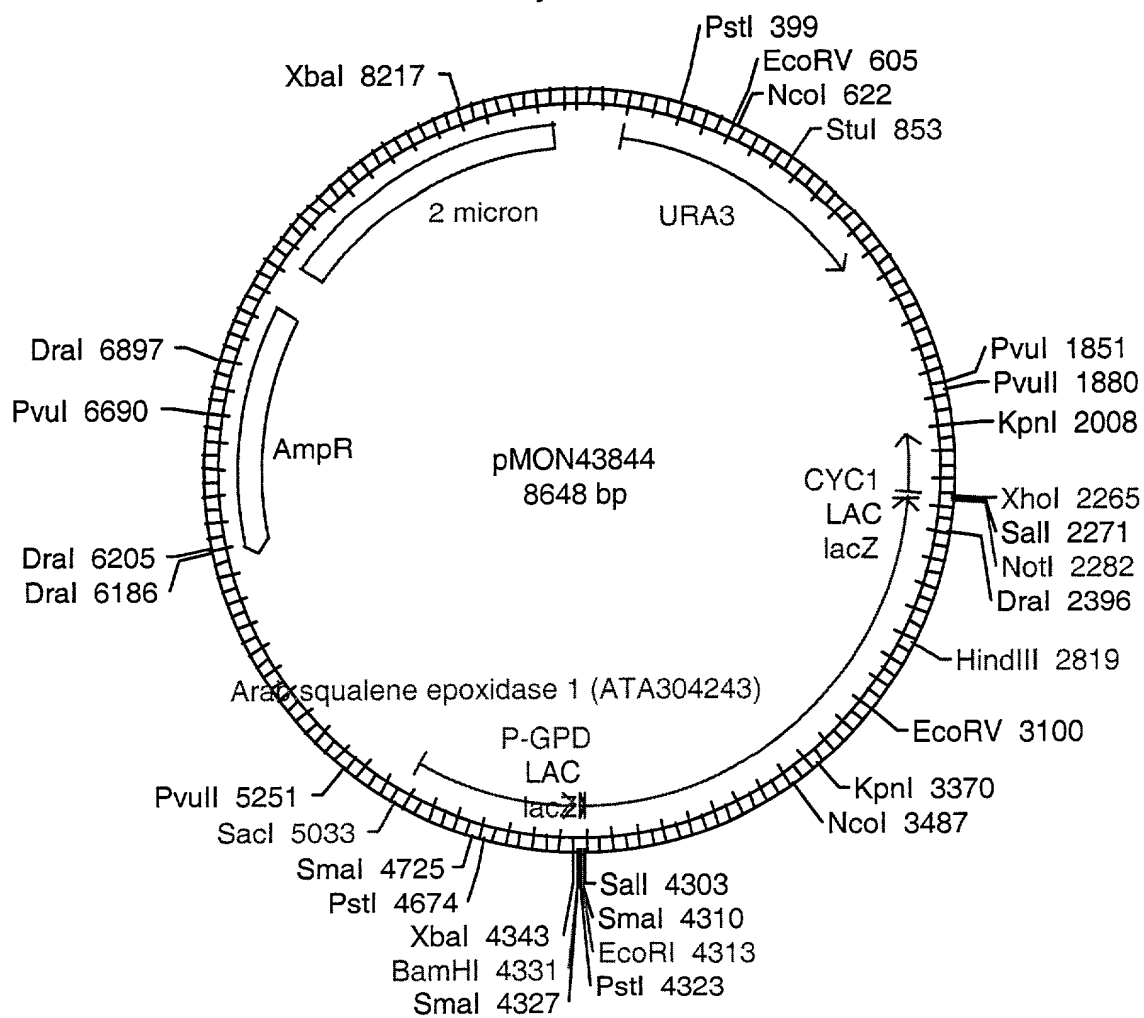 PstI 399
EcoRV 605
NcoI 622
StuI 853
XbaI 8217
2 micron
URA3
DraI 6897
PvuI 6690
AmpR
pMON43844
8648 bp
PvuI 1851
PvuII 1880
KpnI 2008
CYC1
LAC
lacZ
XhoI 2265
SalI 2271
NotI 2282
DraI 2396
DraI 6205
DraI 6186
HindIII 2819
Arab squalene epoxidase 1 (ATA304243)
EcoRV 3100
P-GPD
LAC
lacZ
KpnI 3370
NcoI 3487
PvuII 5251
SacI 5033
SmaI 4725
PstI 4674
XbaI 4343
BamHI 4331
SmaI 4327
SalI 4303
SmaI 4310
EcoRI 4313
PstI 4323